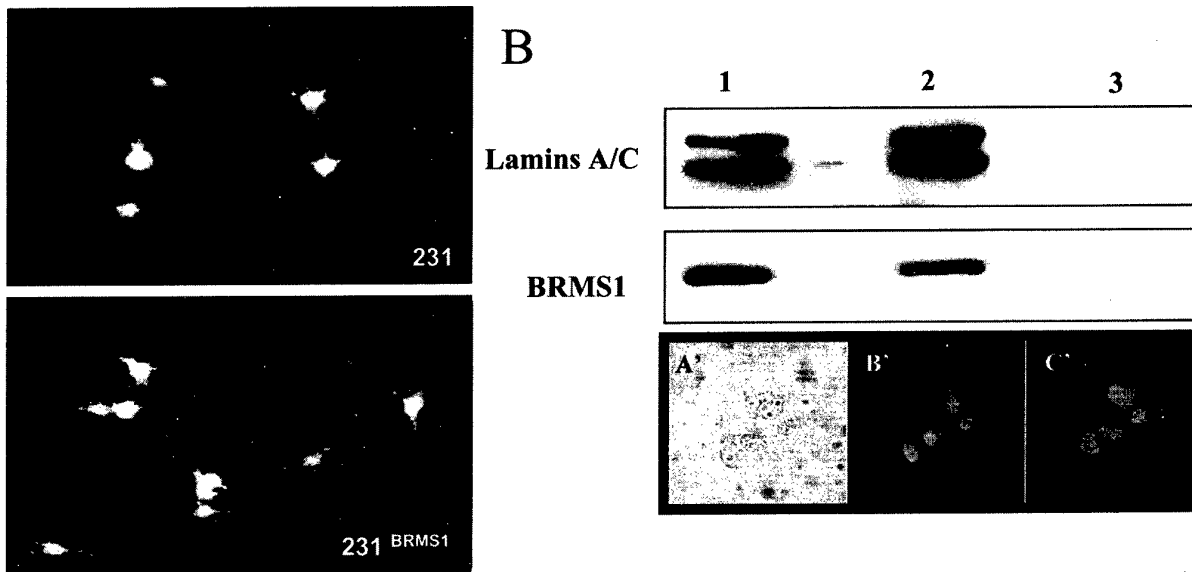 231
231 BRMS1
B
1 2 3
Lamins A/C
BRMS1
A' B' C'